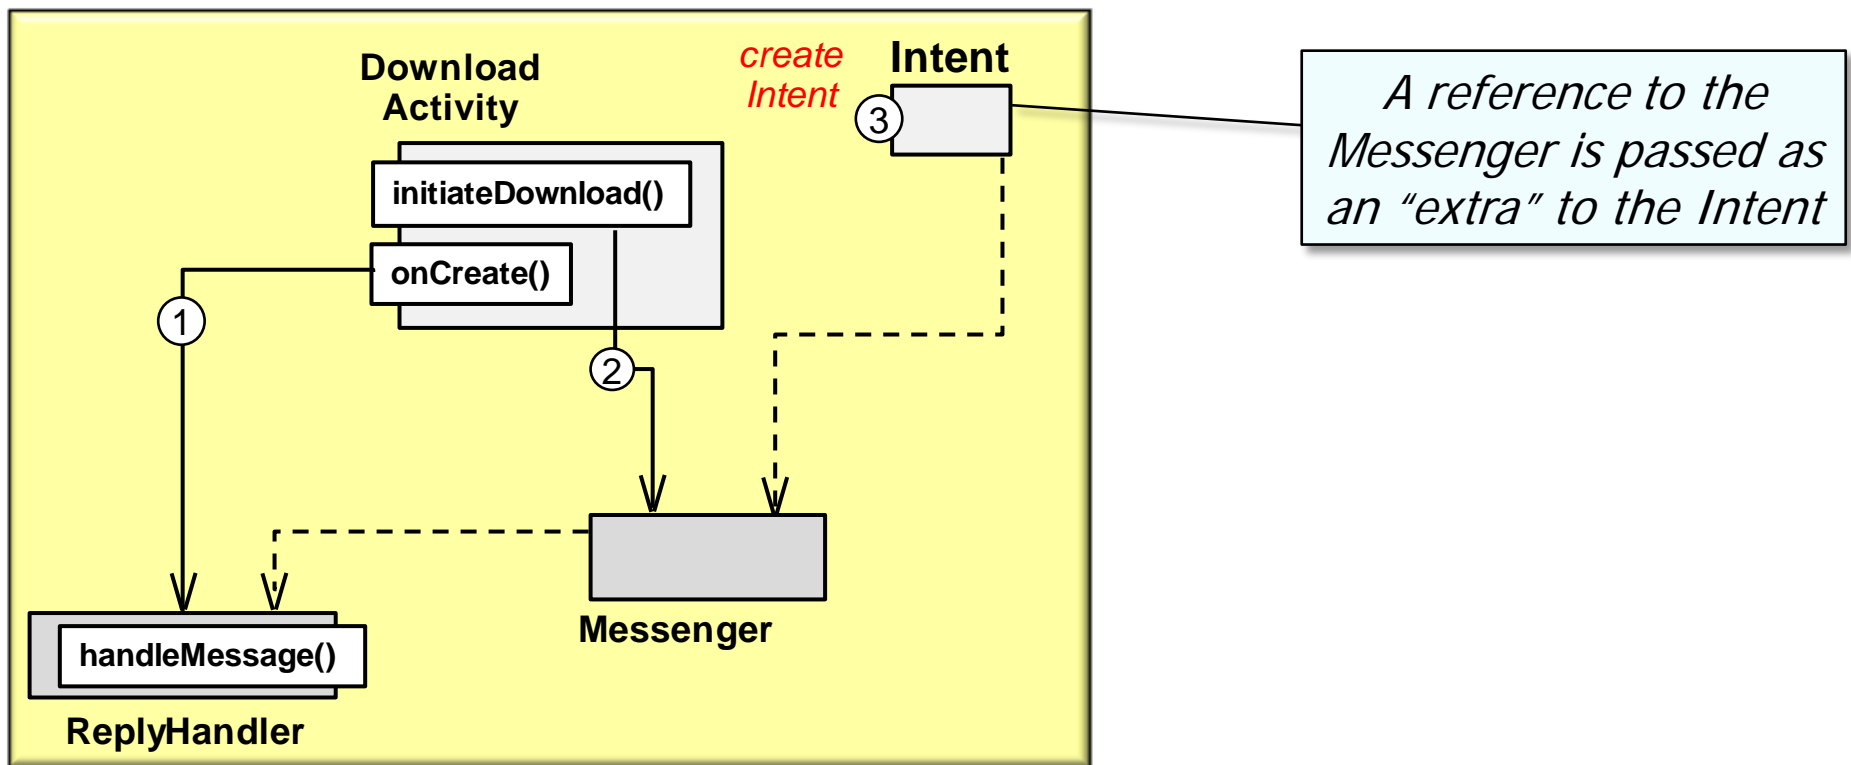 Download
Activity
initiateDownload()
onCreate()
create
Intent
Intent
3
A reference to the
Messenger is passed as
an “extra” to the Intent
1
2
Messenger
handleMessage()
ReplyHandler